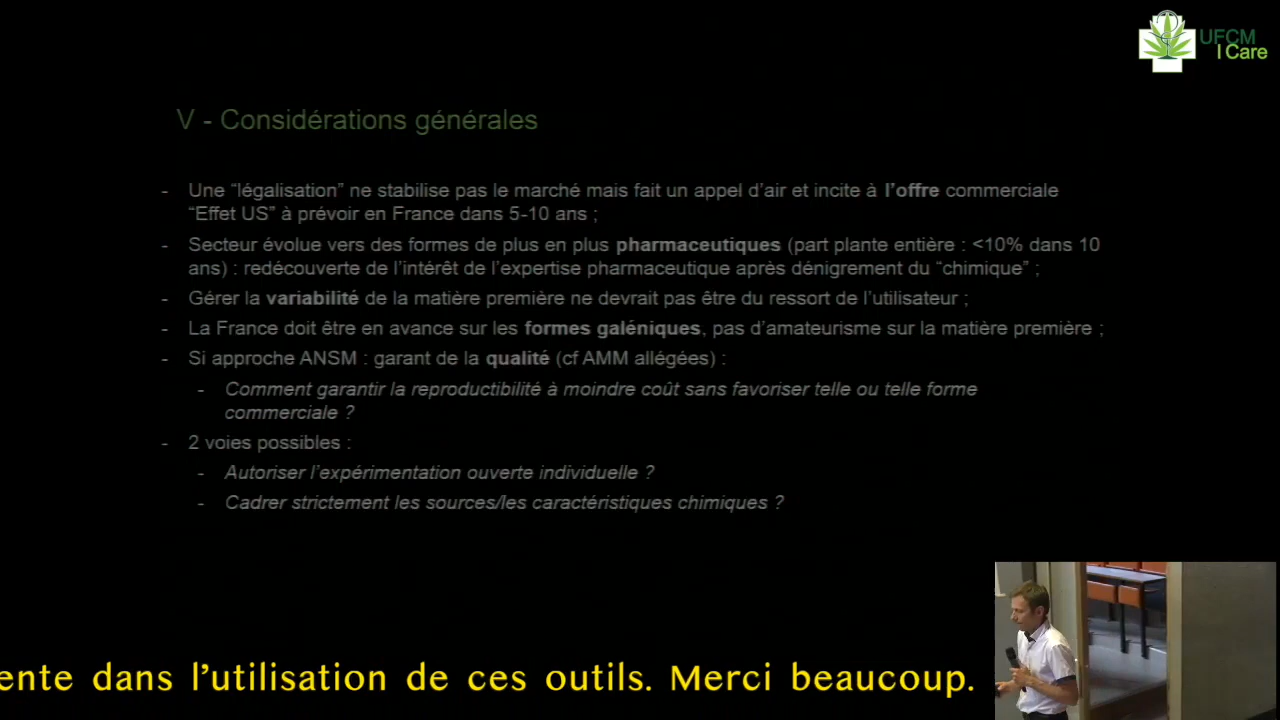 UFCM
I Care
V - Considérations générales
- Une “légalisation” ne stabilise pas le marché mais fait un appel d’air et incite à l’offre commerciale
“Effet US” à prévoir en France dans 5-10 ans ;
- Secteur évolue vers des formes de plus en plus pharmaceutiques (part plante entière : <10% dans 10
ans) : redécouverte de l’intérêt de l’expertise pharmaceutique après dénigrement du “chimique” ;
- Gérer la variabilité de la matière première ne devrait pas être du ressort de l’utilisateur ;
- La France doit être en avance sur les formes galéniques, pas d’amateurisme sur la matière première ;
- Si approche ANSM : garant de la qualité (cf AMM allégées) :
- Comment garantir la reproductibilité à moindre coût sans favoriser telle ou telle forme
commerciale ?
- 2 voies possibles :
- Autoriser l’expérimentation ouverte individuelle ?
- Cadrer strictement les sources/les caractéristiques chimiques ?
ente dans l’utilisation de ces outils. Merci beaucoup.